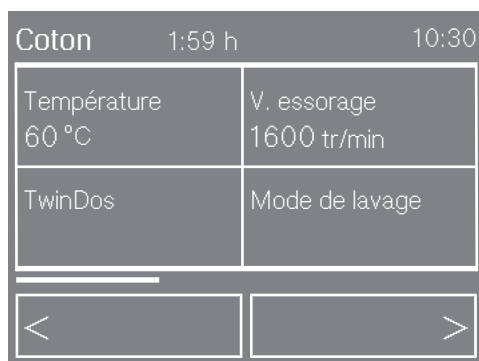 Coton 1:59 h 10:30
Température V. essorage
60 °C 1600 tr/min
TwinDos Mode de lavage
< >